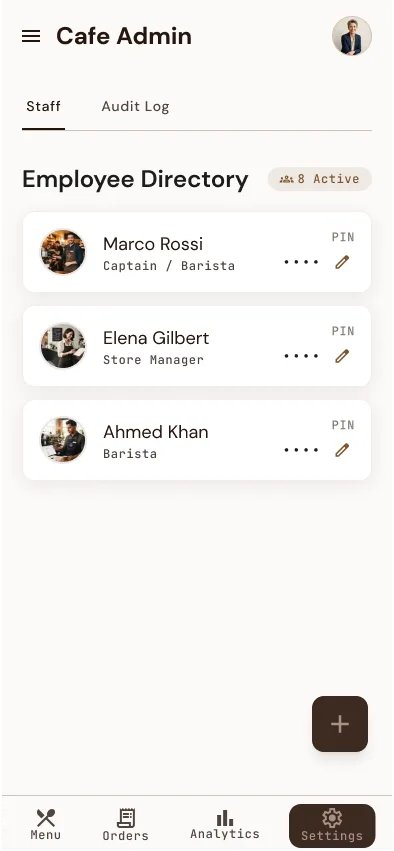 Cafe Admin
Staff
Audit Log
Employee Directory
8 Active
Marco Rossi
Captain / Barista
PIN
••••
Elena Gilbert
Store Manager
PIN
••••
Ahmed Khan
Barista
PIN
••••
Menu
Orders
Analytics
Settings